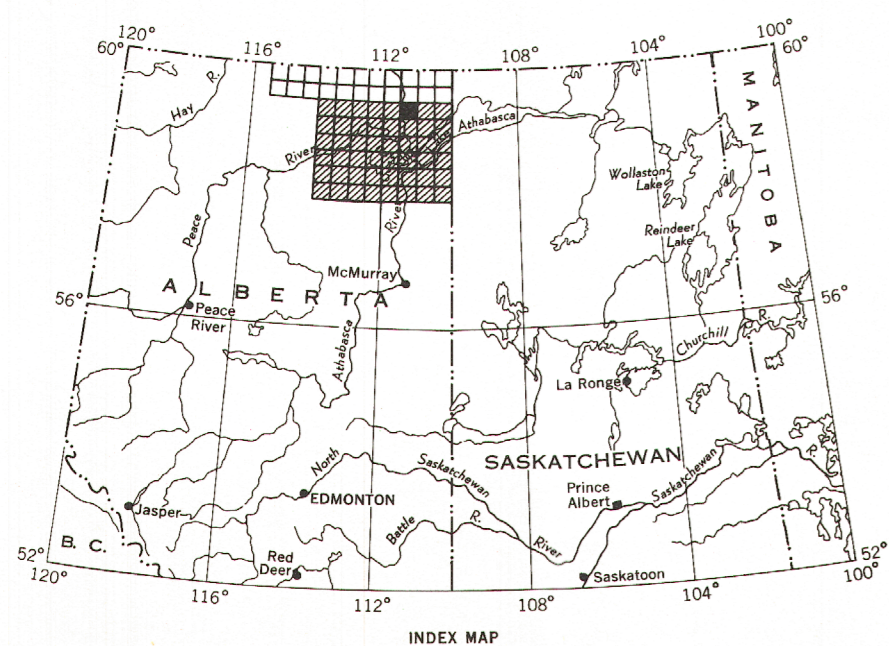 120°
116°
112°
108°
104°
100°
60°
60°
Hay
R.
River
Lake
Athabasca
MANITOBA
Wollaston
Lake
Reindeer
Lake
Peace
River
McMurray
ALBERTA
56°
56°
Peace
River
Athabasca
Churchill
R.
La Ronge
North
Saskatchewan
SASKATCHEWAN
Saskatchewan
R.
Prince
Albert
EDMONTON
Jasper
Battle
R.
River
B. C.
Red
Deer
Saskatoon
52°
52°
120°
116°
112°
108°
104°
100°
INDEX MAP